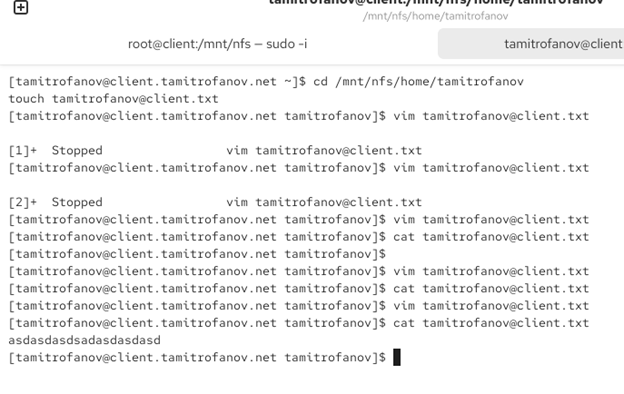 tamitrofanov@client:/mnt/nfs/home/tamitrofanov
/mnt/nfs/home/tamitrofanov
root@client:/mnt/nfs — sudo -i
tamitrofanov@client
[tamitrofanov@client.tamitrofanov.net ~]$ cd /mnt/nfs/home/tamitrofanov
touch tamitrofanov@client.txt
[tamitrofanov@client.tamitrofanov.net tamitrofanov]$ vim tamitrofanov@client.txt
[1]+  Stopped                 vim tamitrofanov@client.txt
[tamitrofanov@client.tamitrofanov.net tamitrofanov]$ vim tamitrofanov@client.txt
[2]+  Stopped                 vim tamitrofanov@client.txt
[tamitrofanov@client.tamitrofanov.net tamitrofanov]$ vim tamitrofanov@client.txt
[tamitrofanov@client.tamitrofanov.net tamitrofanov]$ cat tamitrofanov@client.txt
[tamitrofanov@client.tamitrofanov.net tamitrofanov]$
[tamitrofanov@client.tamitrofanov.net tamitrofanov]$ vim tamitrofanov@client.txt
[tamitrofanov@client.tamitrofanov.net tamitrofanov]$ cat tamitrofanov@client.txt
[tamitrofanov@client.tamitrofanov.net tamitrofanov]$ vim tamitrofanov@client.txt
[tamitrofanov@client.tamitrofanov.net tamitrofanov]$ cat tamitrofanov@client.txt
asdasdasdsadasdasdasd
[tamitrofanov@client.tamitrofanov.net tamitrofanov]$